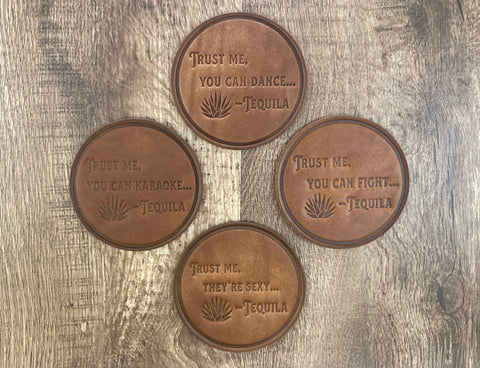 Trust me,
you can dance...
—Tequila
Trust me,
you can karaoke...
—Tequila
Trust me,
you can fight...
—Tequila
Trust me,
they're sexy...
—Tequila